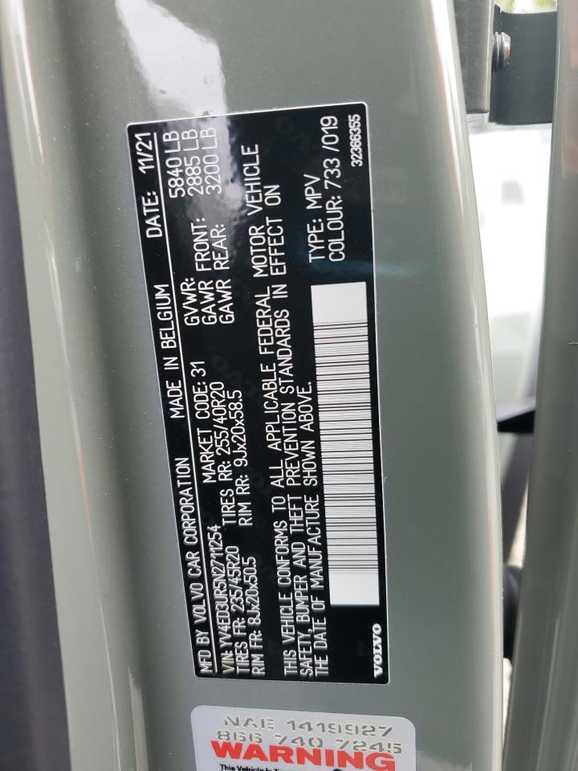 MFD BY VOLVO CAR CORPORATION MADE IN BELGIUM DATE: 11/21
VIN: YV4ED3UR5N2711254 MARKET CODE: 31 GVWR: 5840 LB
TIRES FR: 235/45R20 TIRES RR: 255/40R20 GAWR FRONT: 2885 LB
RIM FR: 8Jx20x50.5 RIM RR: 9Jx20x58.5 GAWR REAR: 3200 LB
THIS VEHICLE CONFORMS TO ALL APPLICABLE FEDERAL MOTOR VEHICLE
SAFETY, BUMPER AND THEFT PREVENTION STANDARDS IN EFFECT ON
THE DATE OF MANUFACTURE SHOWN ABOVE.
TYPE: MPV
COLOUR: 733 /019
VOLVO 32366355
NAE 1419927
866 740 7245
WARNING